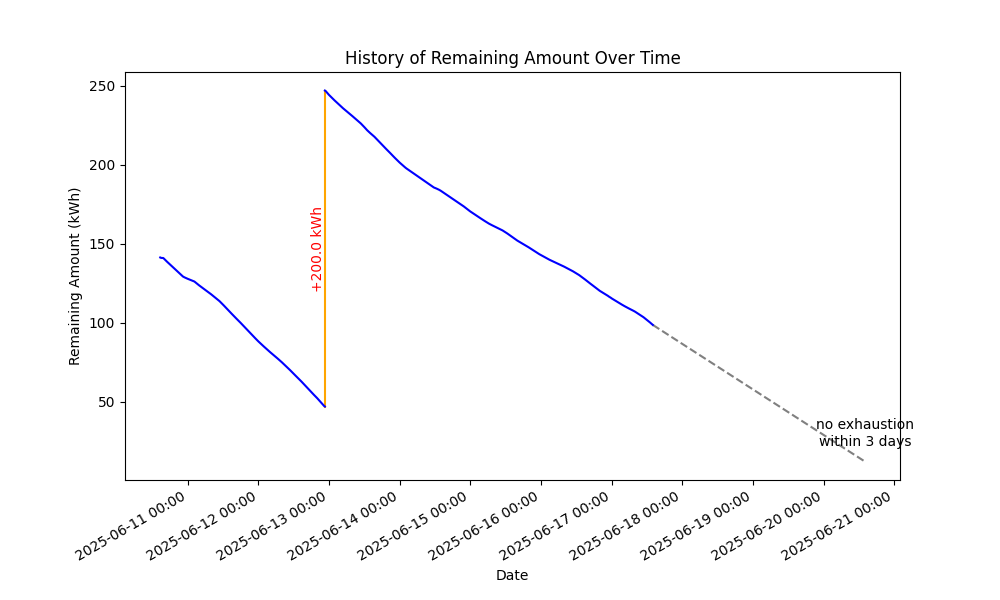 History of Remaining Amount Over Time
Remaining Amount (kWh)
250
200
150
100
50
+200.0 kWh
no exhaustion
within 3 days
2025-06-11 00:00
2025-06-12 00:00
2025-06-13 00:00
2025-06-14 00:00
2025-06-15 00:00
2025-06-16 00:00
2025-06-17 00:00
2025-06-18 00:00
2025-06-19 00:00
2025-06-20 00:00
2025-06-21 00:00
Date